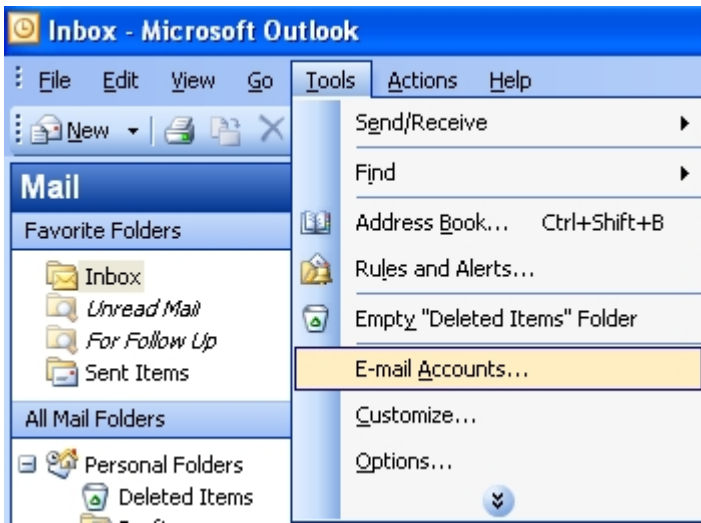 Inbox - Microsoft Outlook
File Edit View Go Tools Actions Help
New
Send/Receive
Find
Address Book... Ctrl+Shift+B
Rules and Alerts...
Empty "Deleted Items" Folder
E-mail Accounts...
Customize...
Options...
Mail
Favorite Folders
Inbox
Unread Mail
For Follow Up
Sent Items
All Mail Folders
Personal Folders
Deleted Items